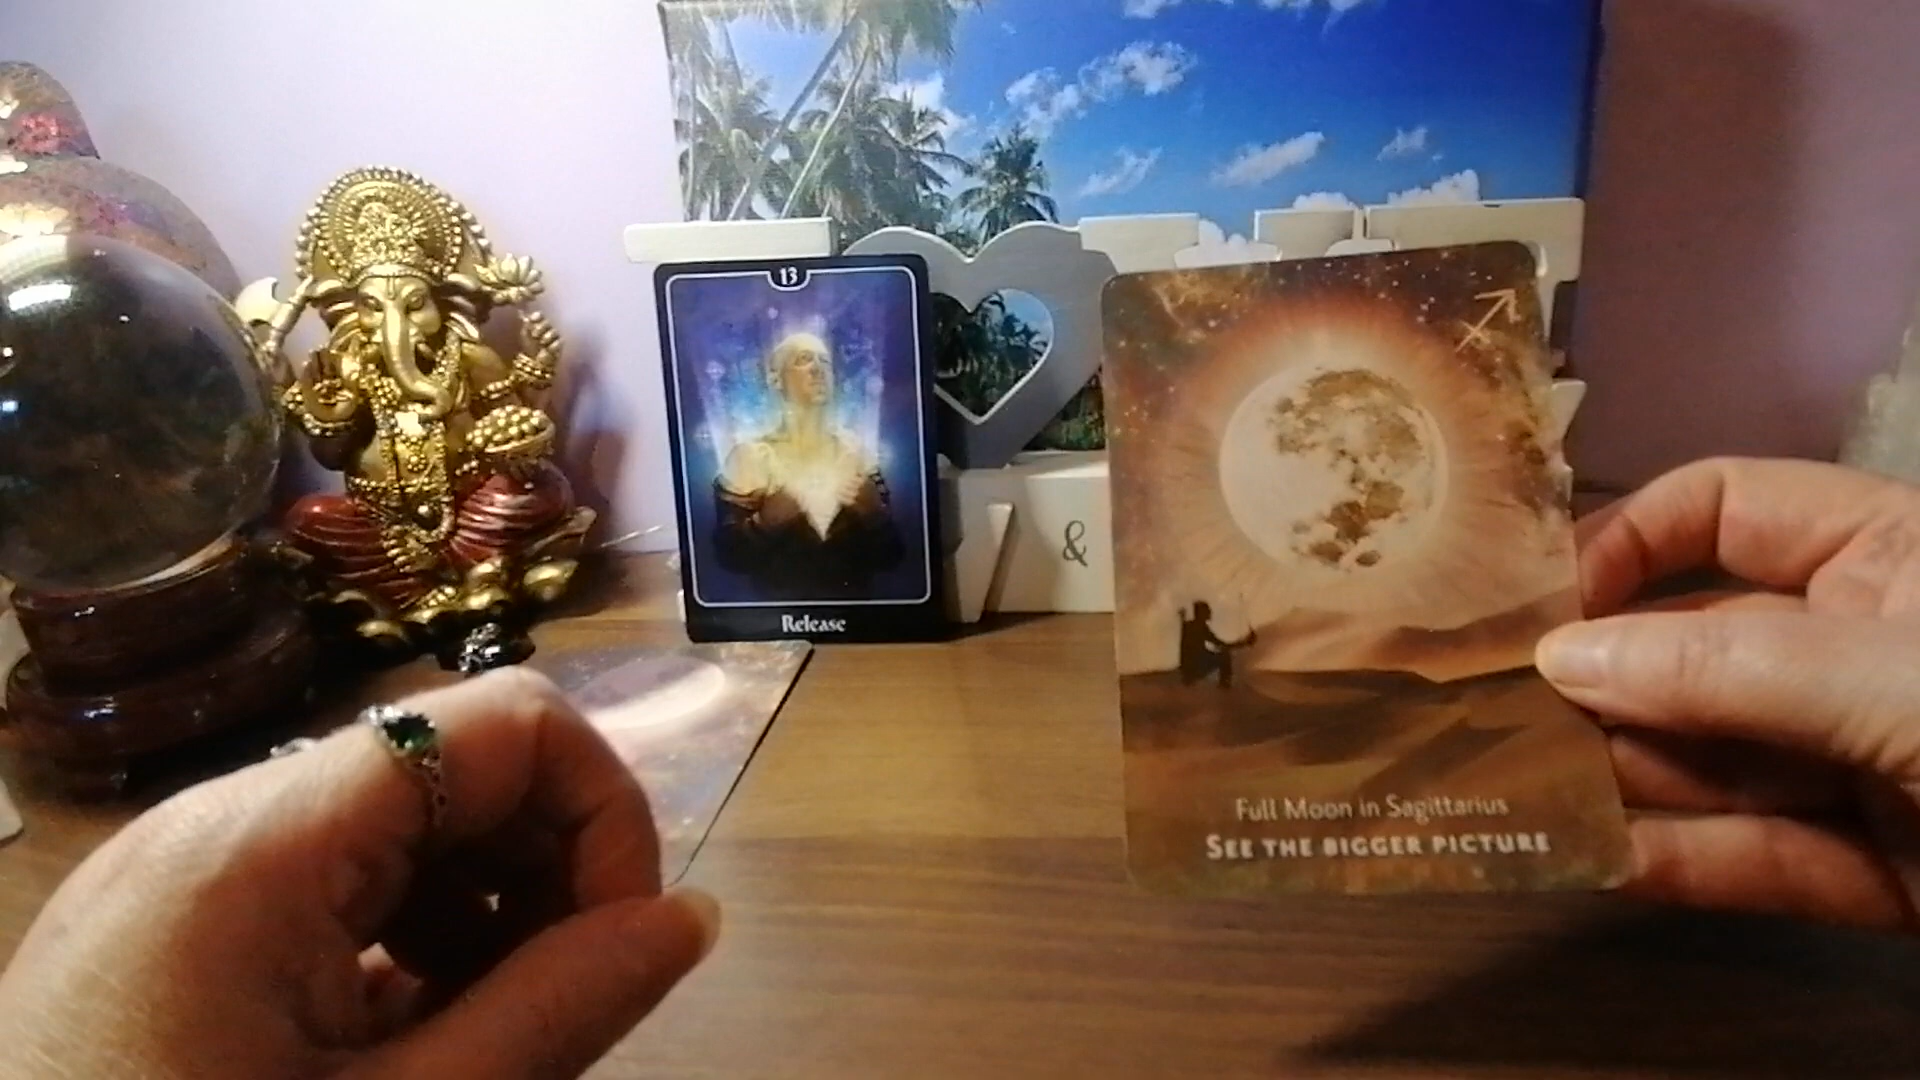 13
Release
&
Full Moon in Sagittarius
SEE THE BIGGER PICTURE